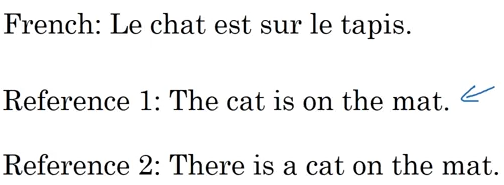 French: Le chat est sur le tapis.
Reference 1: The cat is on the mat.
Reference 2: There is a cat on the mat.